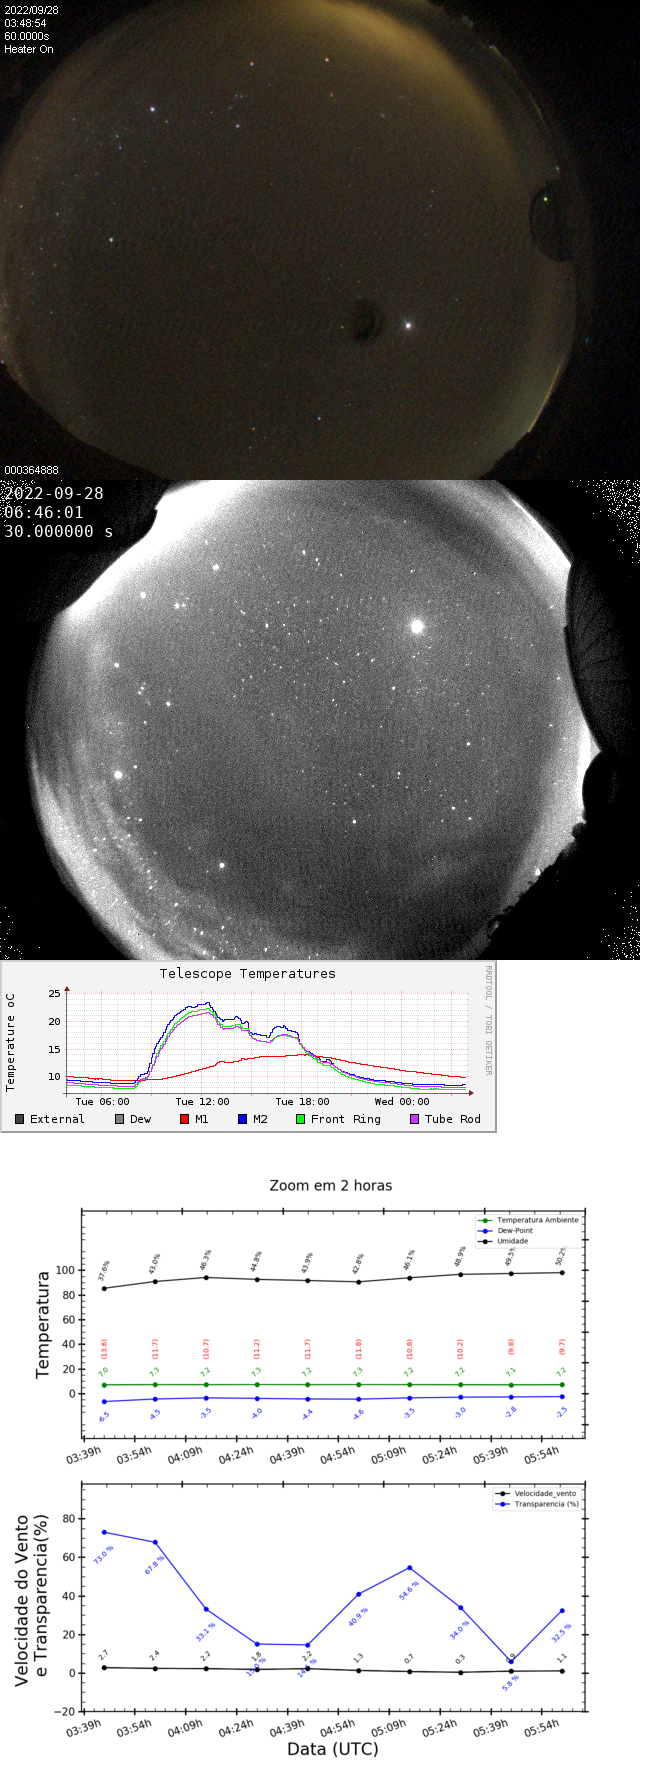 2022/09/28
03:48:54
60.0000s
Heater On
000364888
2022-09-28
06:46:01
30.000000 s
Telescope Temperatures
RRDTOOL / TOBI OETIKER
Temperature oC
25
20
15
10
Tue 06:00 Tue 12:00 Tue 18:00 Wed 00:00
External Dew M1 M2 Front Ring Tube Rod
Zoom em 2 horas
Temperatura Ambiente
Dew-Point
Umidade
Temperatura
100
80
60
40
20
0
37.6% 43.0% 46.3% 44.8% 43.9% 42.8% 46.1% 48.9% 49.5% 50.2%
(13.6) (11.7) (10.7) (11.2) (11.7) (11.8) (10.8) (10.2) (9.8) (9.7)
7.0 7.3 7.2 7.3 7.2 7.3 7.2 7.2 7.1 7.2
-6.5 -4.5 -3.5 -4.0 -4.4 -4.6 -3.5 -3.0 -2.8 -2.5
03:39h 03:54h 04:09h 04:24h 04:39h 04:54h 05:09h 05:24h 05:39h 05:54h
Velocidade_vento
Transparencia (%)
Velocidade do Vento
e Transparencia(%)
80
60
40
20
0
−20
73.0 % 67.8 % 33.1 % 40.9 % 54.6 % 34.0 % 5.8 % 32.5 %
2.7 2.4 2.2 1.8 2.2 1.3 0.7 0.3 0.9 1.1
03:39h 03:54h 04:09h 04:24h 04:39h 04:54h 05:09h 05:24h 05:39h 05:54h
Data (UTC)